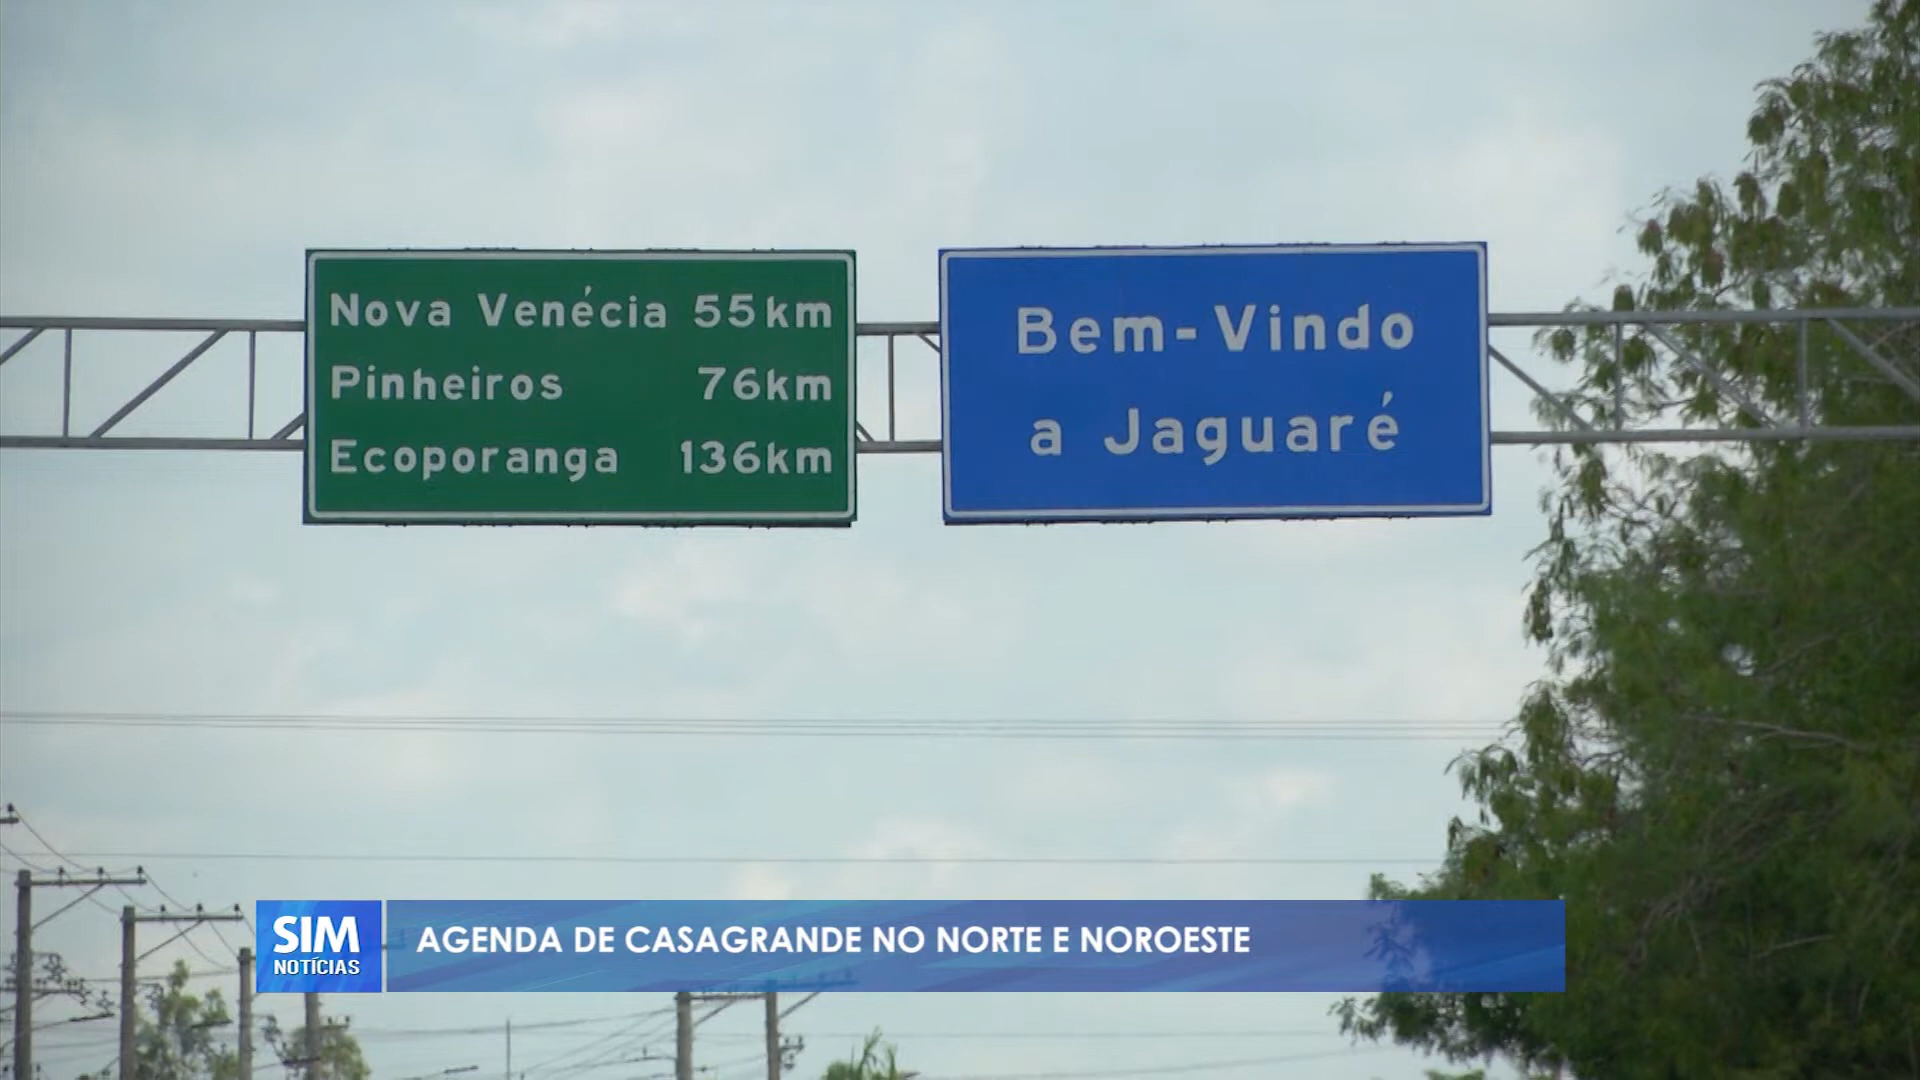 Nova Venécia 55km
Pinheiros 76km
Ecoporanga 136km
Bem-Vindo
a Jaguaré
SIM
NOTÍCIAS
AGENDA DE CASAGRANDE NO NORTE E NOROESTE